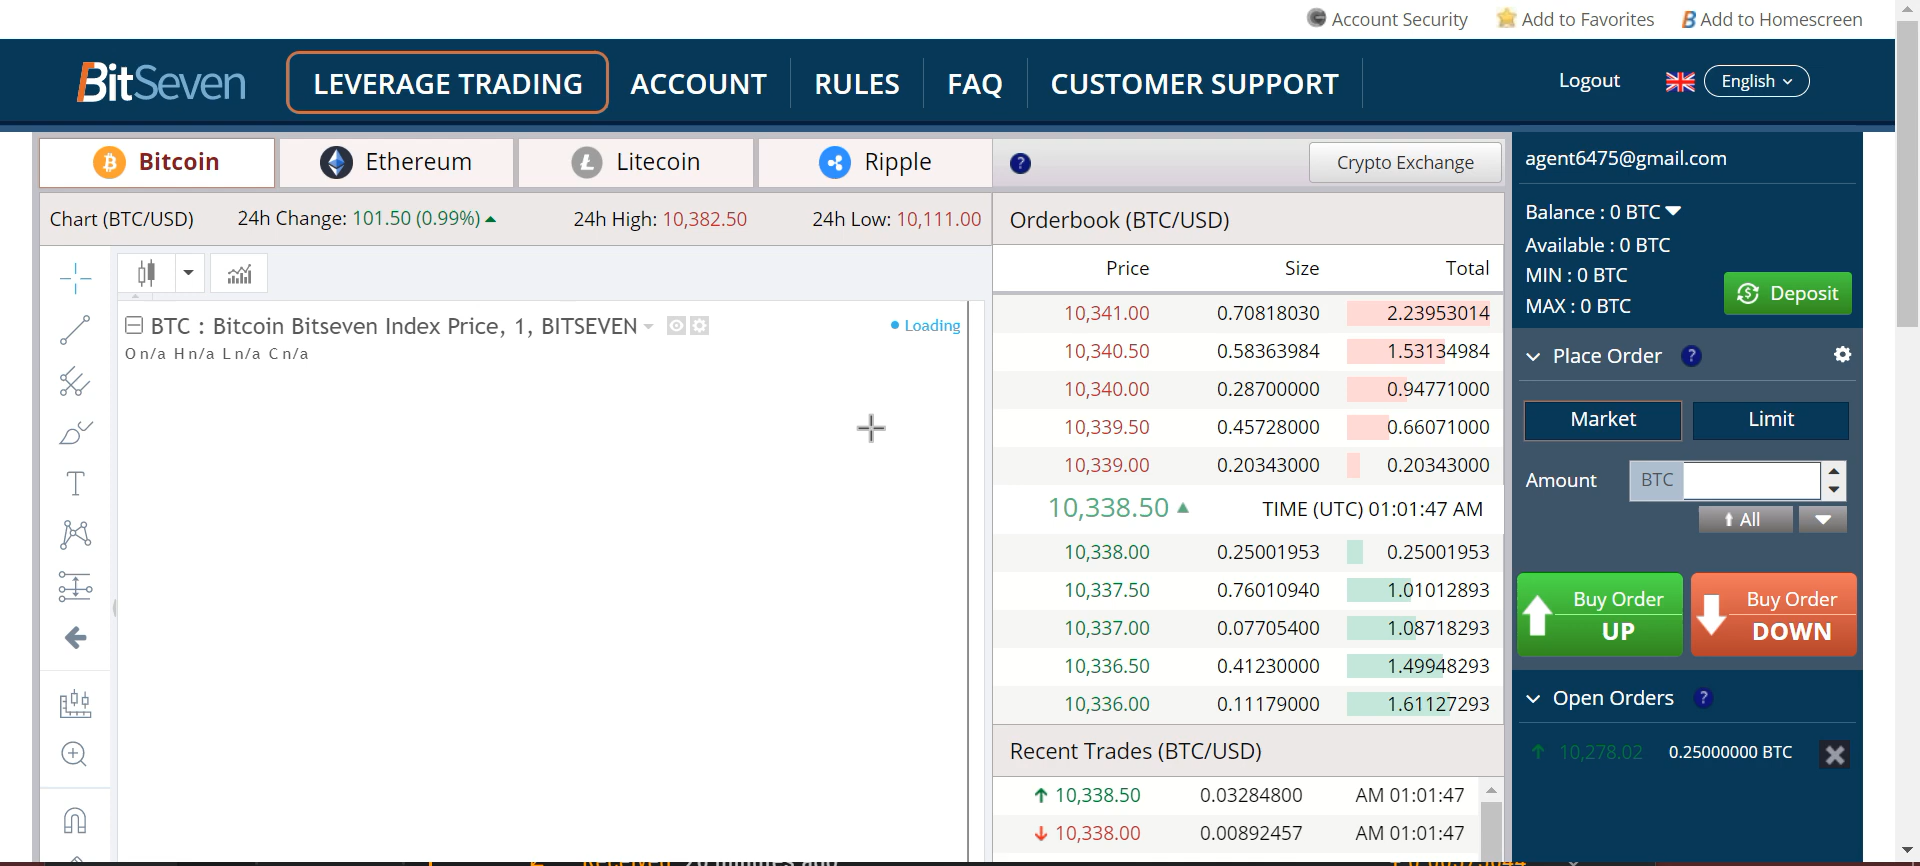 Account Security Add to Favorites Add to Homescreen
BitSeven LEVERAGE TRADING ACCOUNT RULES FAQ CUSTOMER SUPPORT Logout English
Bitcoin Ethereum Litecoin Ripple ? Crypto Exchange
Chart (BTC/USD) 24h Change: 101.50 (0.99%) 24h High: 10,382.50 24h Low: 10,111.00
BTC : Bitcoin Bitseven Index Price, 1, BITSEVEN Loading
O n/a H n/a L n/a C n/a
T
Orderbook (BTC/USD)
Price Size Total
10,341.00 0.70818030 2.23953014
10,340.50 0.58363984 1.53134984
10,340.00 0.28700000 0.94771000
10,339.50 0.45728000 0.66071000
10,339.00 0.20343000 0.20343000
10,338.50 TIME (UTC) 01:01:47 AM
10,338.00 0.25001953 0.25001953
10,337.50 0.76010940 1.01012893
10,337.00 0.07705400 1.08718293
10,336.50 0.41230000 1.49948293
10,336.00 0.11179000 1.61127293
Recent Trades (BTC/USD)
10,338.50 0.03284800 AM 01:01:47
10,338.00 0.00892457 AM 01:01:47
agent6475@gmail.com
Balance : 0 BTC
Available : 0 BTC
MIN : 0 BTC
MAX : 0 BTC
Deposit
Place Order ?
Market Limit
Amount BTC
All
Buy Order UP
Buy Order DOWN
Open Orders ?
10,278.02 0.25000000 BTC